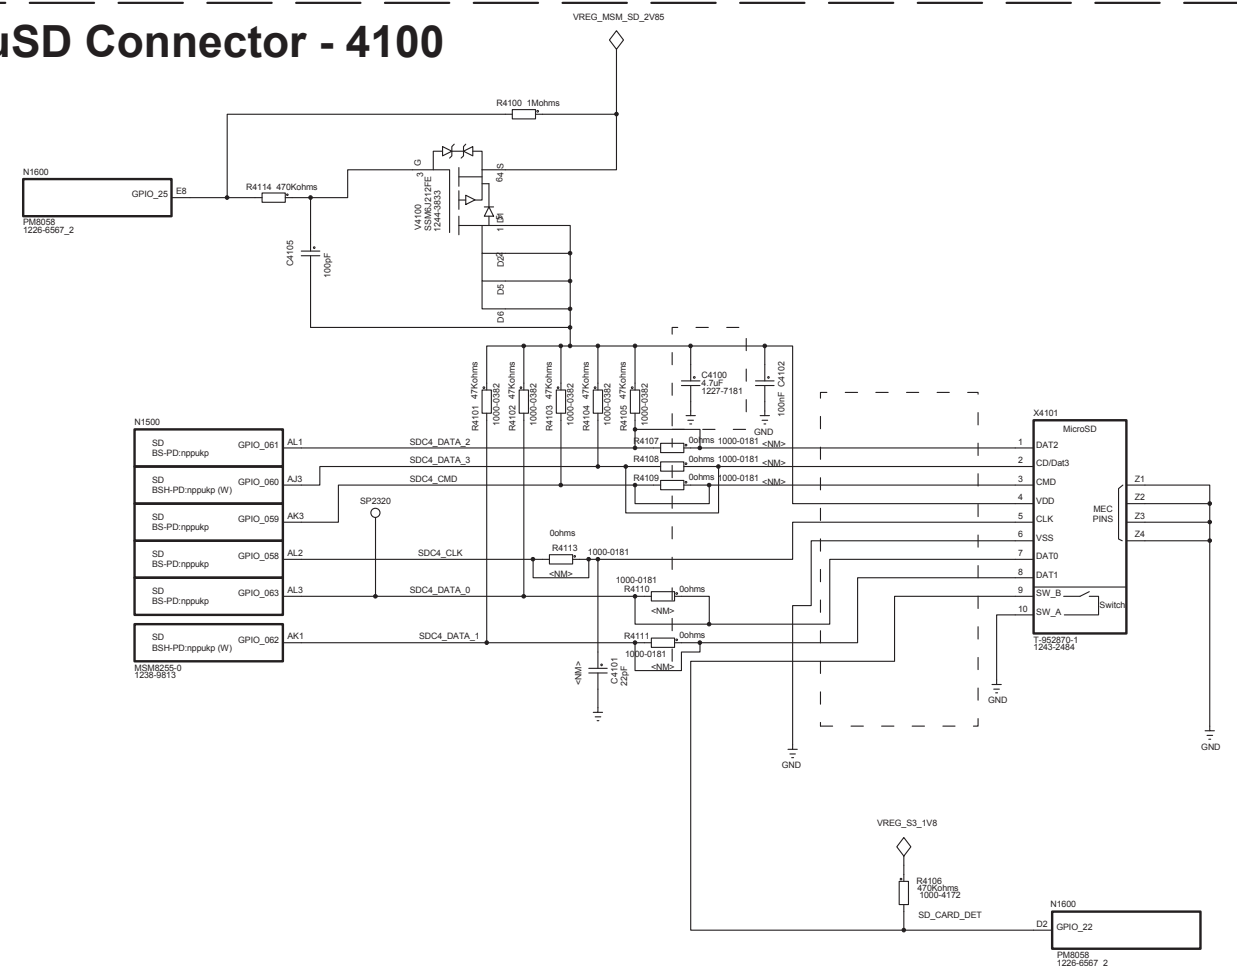 VREG_MSM_SD_2V85
uSD Connector - 4100
R4100 1Mohms
N1600
GPIO_25
E8
PM8058
1226-6567_2
R4114 470Kohms
C4105
100pF
3 G
64 S
V4100
SSM6J212FE
1244-3833
1 D1
D2
D5
D6
R4101 47Kohms
1000-0382
R4102 47Kohms
1000-0382
R4103 47Kohms
1000-0382
R4104 47Kohms
1000-0382
R4105 47Kohms
1000-0382
C4100
4.7uF
1227-7181
C4102
100nF
GND
N1500
SD
BS-PD:nppukp
GPIO_061
AL1
SDC4_DATA_2
R4107
0ohms 1000-0181
<NM>
SD
BSH-PD:nppukp (W)
GPIO_060
AJ3
SDC4_DATA_3
R4108
0ohms 1000-0181
<NM>
SD
BS-PD:nppukp
GPIO_059
AK3
SDC4_CMD
R4109
0ohms 1000-0181
<NM>
SP2320
SD
BS-PD:nppukp
GPIO_058
AL2
SDC4_CLK
0ohms
R4113
1000-0181
<NM>
SD
BS-PD:nppukp
GPIO_063
AL3
SDC4_DATA_0
1000-0181
R4110
0ohms
<NM>
SD
BSH-PD:nppukp (W)
GPIO_062
AK1
SDC4_DATA_1
R4111
0ohms
1000-0181
<NM>
MSM8255-0
1238-9813
<NM>
C4101
22pF
X4101
MicroSD
1 DAT2
2 CD/Dat3
3 CMD
4 VDD
5 CLK
6 VSS
7 DAT0
8 DAT1
9 SW_B
10 SW_A
Switch
MEC
PINS
Z1
Z2
Z3
Z4
T-952870-1
1243-2484
GND
GND
GND
VREG_S3_1V8
R4106
470Kohms
1000-4172
SD_CARD_DET
N1600
D2
GPIO_22
PM8058
1226-6567_2